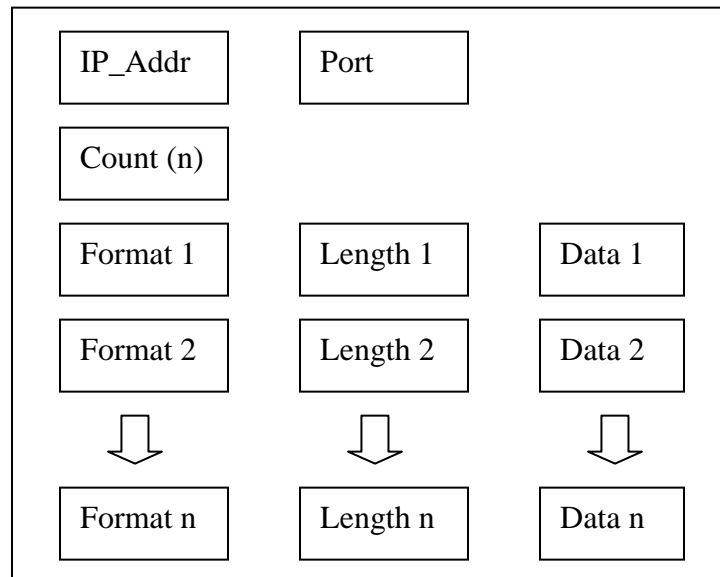 IP_Addr Port
Count (n)
Format 1 Length 1 Data 1
Format 2 Length 2 Data 2
Format n Length n Data n